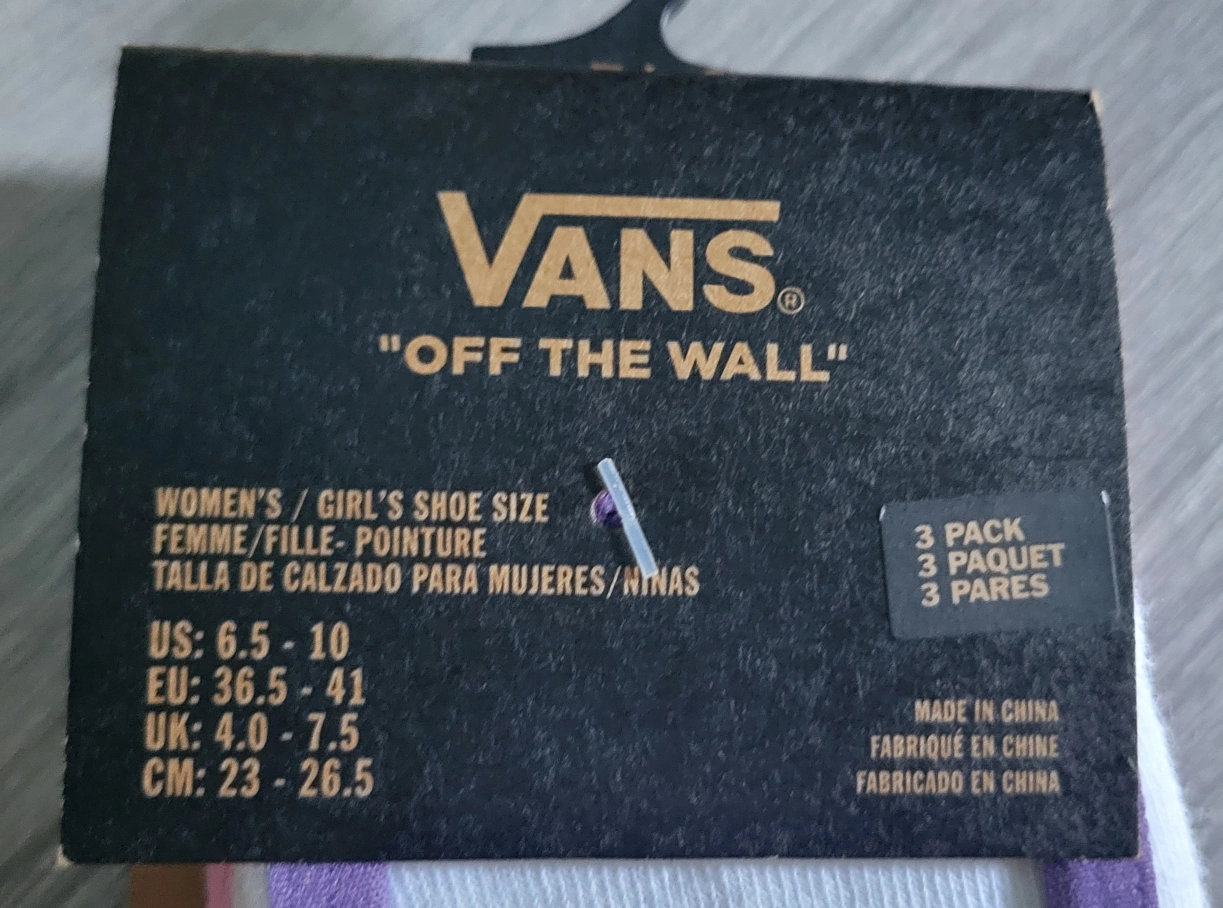 VANS®
"OFF THE WALL"
WOMEN'S / GIRL'S SHOE SIZE
FEMME/FILLE- POINTURE
TALLA DE CALZADO PARA MUJERES/NIÑAS
US: 6.5 - 10
EU: 36.5 - 41
UK: 4.0 - 7.5
CM: 23 - 26.5
3 PACK
3 PAQUET
3 PARES
MADE IN CHINA
FABRIQUÉ EN CHINE
FABRICADO EN CHINA